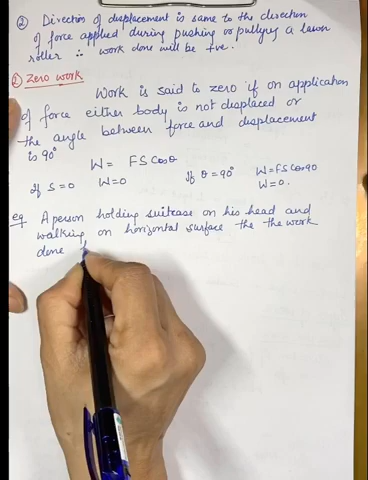 ② Direction of displacement is same to the direction
of force applied during pushing or pulling a lawn
roller ∴ work done will be +ve.
② Zero work
Work is said to zero if on application
of force either body is not displaced or
the angle between force and displacement
is 90°
W = FS Cosθ
If S = 0 W = 0 If θ = 90° W = FS Cos90
W = 0.
eg A person holding suitcase on his head and
walking on horizontal surface the the work
done